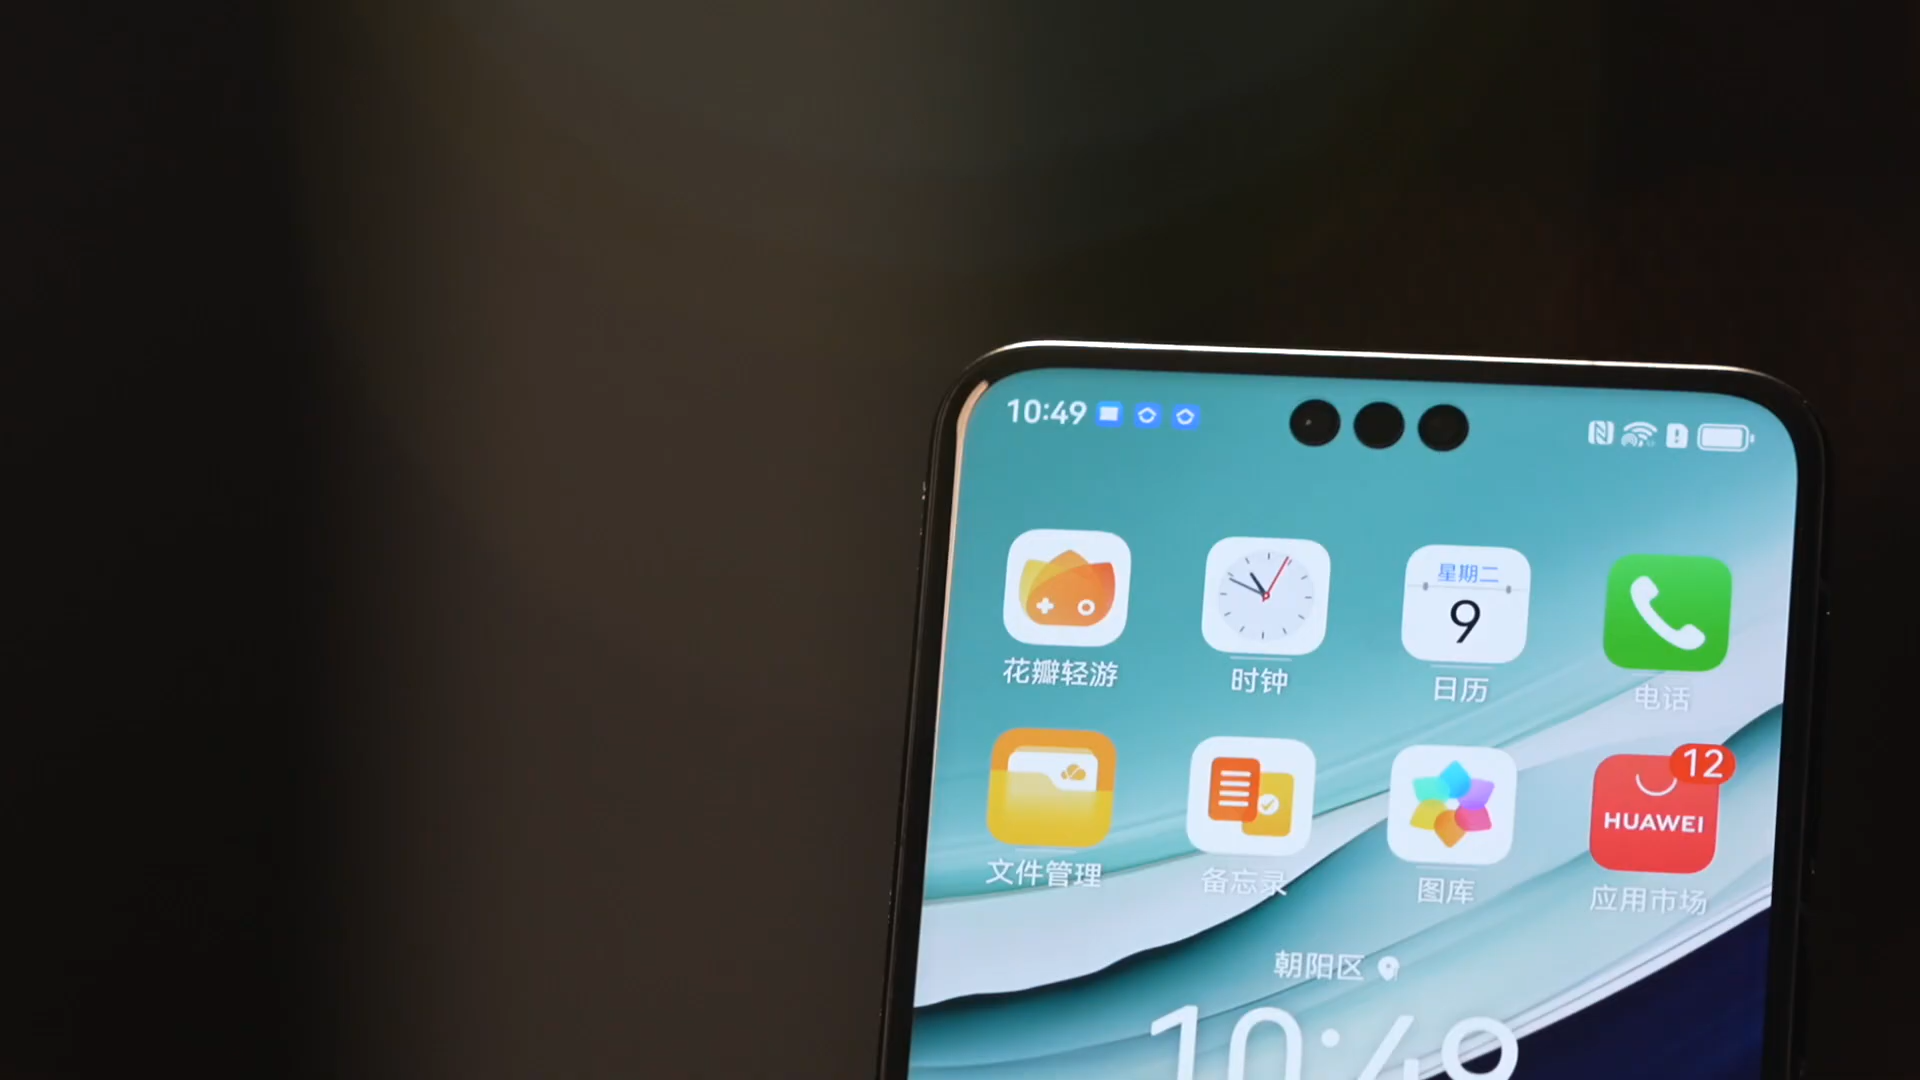 10:49
星期二
9
花瓣轻游
时钟
日历
电话
12
HUAWEI
文件管理
备忘录
图库
应用市场
朝阳区
10:49